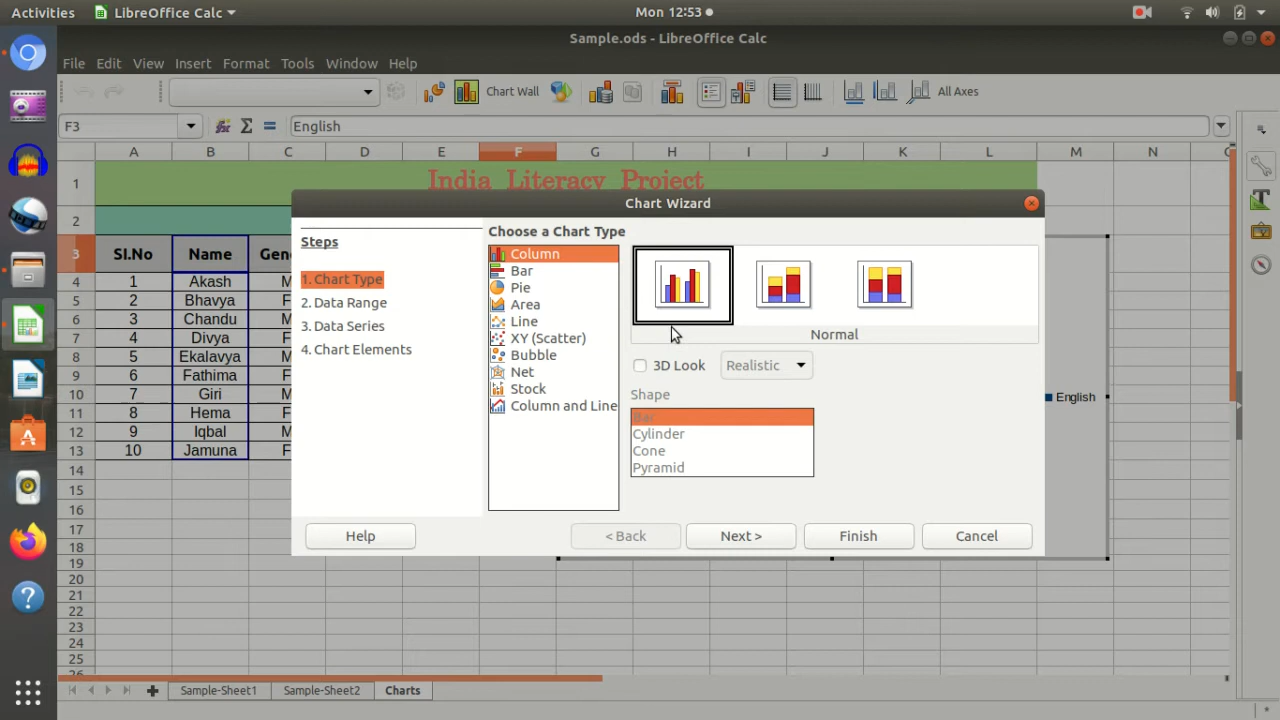 Activities LibreOffice Calc Mon 12:53
Sample.ods - LibreOffice Calc
File Edit View Insert Format Tools Window Help
Chart Wall All Axes
F3 English
A B C D E F G H I J K L M N
1 India Literacy Project
2
3 Sl.No Name Gen
4 1 Akash M
5 2 Bhavya F
6 3 Chandu M
7 4 Divya F
8 5 Ekalavya M
9 6 Fathima F
10 7 Giri M
11 8 Hema F
12 9 Iqbal M
13 10 Jamuna F
14
15
16
17
18
19
20
21
22
23
24
25
26
English
Chart Wizard
Steps
1. Chart Type
2. Data Range
3. Data Series
4. Chart Elements
Choose a Chart Type
Column
Bar
Pie
Area
Line
XY (Scatter)
Bubble
Net
Stock
Column and Line
Normal
3D Look Realistic
Shape
Bar
Cylinder
Cone
Pyramid
Help < Back Next > Finish Cancel
Sample-Sheet1 Sample-Sheet2 Charts